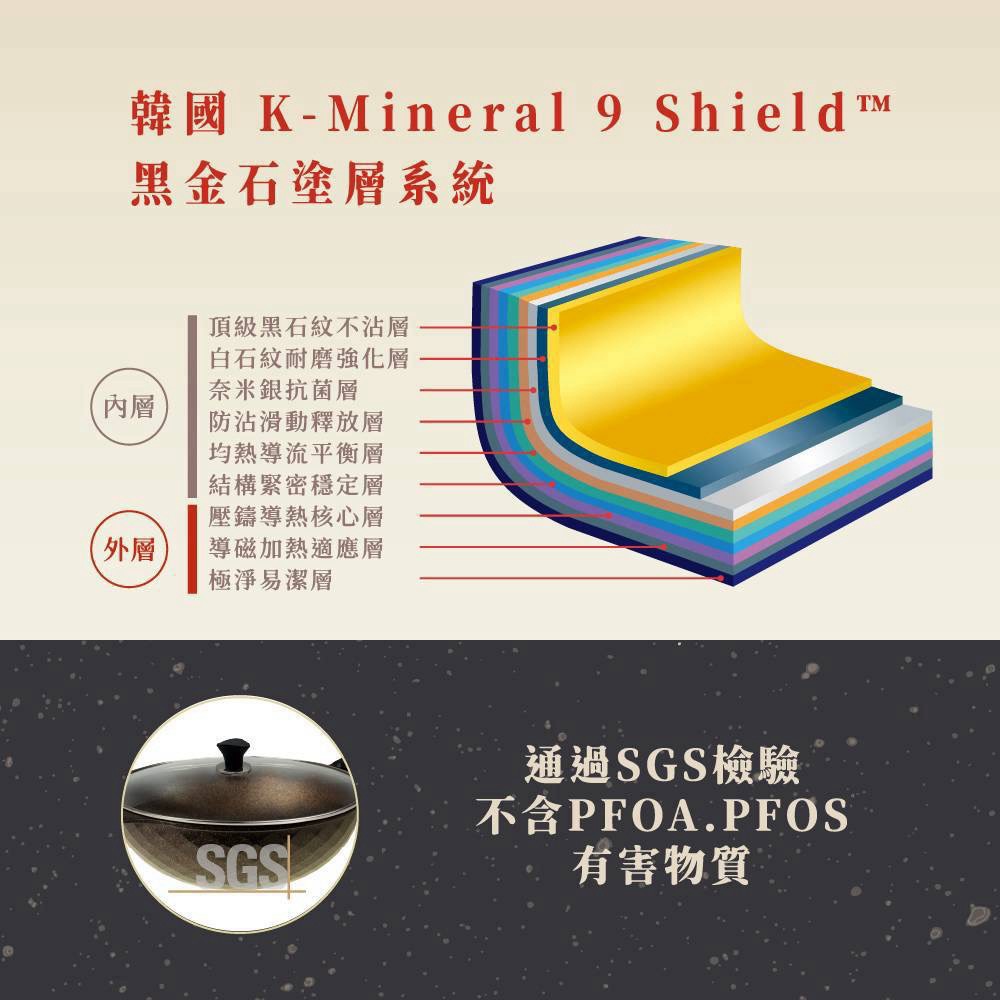 韓國 K-Mineral 9 Shield™
黑金石塗層系統
內層
頂級黑石紋不沾層
白石紋耐磨強化層
奈米銀抗菌層
防沾滑動釋放層
均熱導流平衡層
結構緊密穩定層
外層
壓鑄導熱核心層
導磁加熱適應層
極淨易潔層
SGS
通過SGS檢驗
不含PFOA.PFOS
有害物質